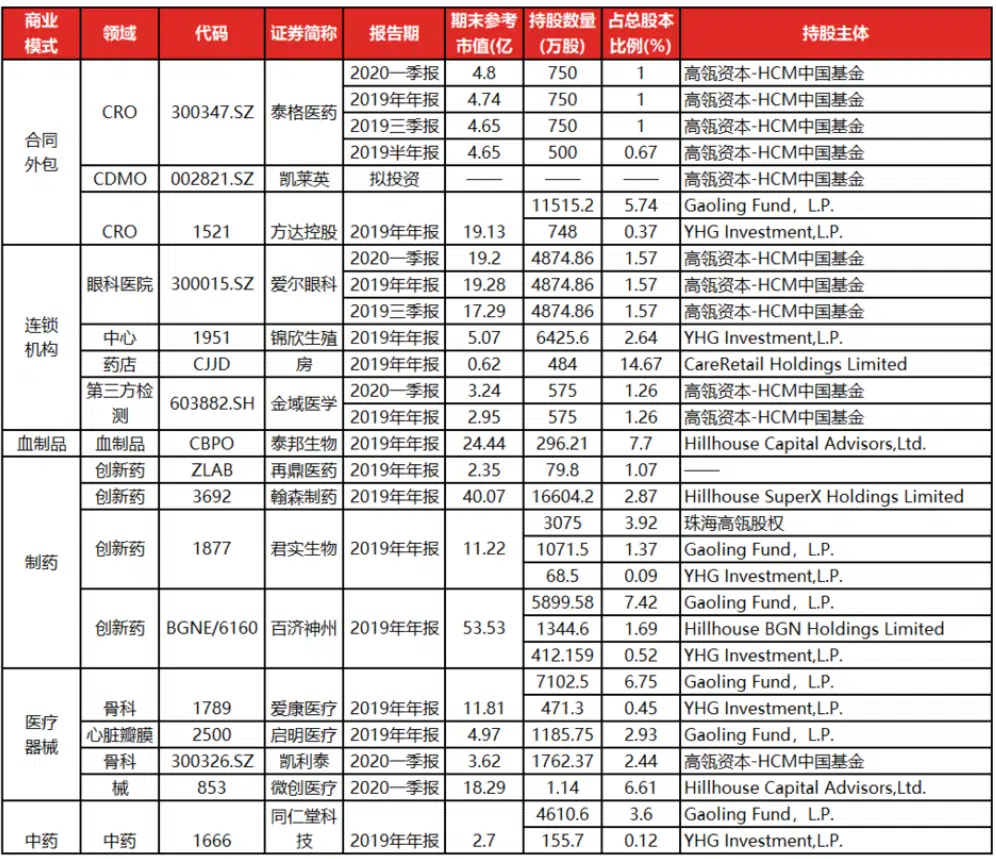 商业模式 领域 代码 证券简称 报告期 期末参考市值(亿 持股数量(万股) 占总股本比例(%) 持股主体
合同外包 CRO 300347.SZ 泰格医药 2020一季报 4.8 750 1 高瓴资本-HCM中国基金
2019年年报 4.74 750 1 高瓴资本-HCM中国基金
2019三季报 4.65 750 1 高瓴资本-HCM中国基金
2019半年报 4.65 500 0.67 高瓴资本-HCM中国基金
CDMO 002821.SZ 凯莱英 拟投资 —— —— —— 高瓴资本-HCM中国基金
CRO 1521 方达控股 2019年年报 19.13 11515.2 5.74 Gaoling Fund，L.P.
748 0.37 YHG Investment,L.P.
连锁机构 眼科医院 300015.SZ 爱尔眼科 2020一季报 19.2 4874.86 1.57 高瓴资本-HCM中国基金
2019年年报 19.28 4874.86 1.57 高瓴资本-HCM中国基金
2019三季报 17.29 4874.86 1.57 高瓴资本-HCM中国基金
中心 1951 锦欣生殖 2019年年报 5.07 6425.6 2.64 YHG Investment,L.P.
药店 CJJD 房 2019年年报 0.62 484 14.67 CareRetail Holdings Limited
第三方检测 603882.SH 金域医学 2020一季报 3.24 575 1.26 高瓴资本-HCM中国基金
2019年年报 2.95 575 1.26 高瓴资本-HCM中国基金
血制品 血制品 CBPO 泰邦生物 2019年年报 24.44 296.21 7.7 Hillhouse Capital Advisors,Ltd.
制药 创新药 ZLAB 再鼎医药 2019年年报 2.35 79.8 1.07 ——
创新药 3692 翰森制药 2019年年报 40.07 16604.2 2.87 Hillhouse SuperX Holdings Limited
创新药 1877 君实生物 2019年年报 11.22 3075 3.92 珠海高瓴股权
1071.5 1.37 Gaoling Fund，L.P.
68.5 0.09 YHG Investment,L.P.
创新药 BGNE/6160 百济神州 2019年年报 53.53 5899.58 7.42 Gaoling Fund，L.P.
1344.6 1.69 Hillhouse BGN Holdings Limited
412.159 0.52 YHG Investment,L.P.
医疗器械 骨科 1789 爱康医疗 2019年年报 11.81 7102.5 6.75 Gaoling Fund，L.P.
471.3 0.45 YHG Investment,L.P.
心脏瓣膜 2500 启明医疗 2019年年报 4.97 1185.75 2.93 Gaoling Fund，L.P.
骨科 300326.SZ 凯利泰 2020一季报 3.62 1762.37 2.44 高瓴资本-HCM中国基金
械 853 微创医疗 2020一季报 18.29 1.14 6.61 Hillhouse Capital Advisors,Ltd.
中药 中药 1666 同仁堂科技 2019年年报 2.7 4610.6 3.6 Gaoling Fund，L.P.
155.7 0.12 YHG Investment,L.P.